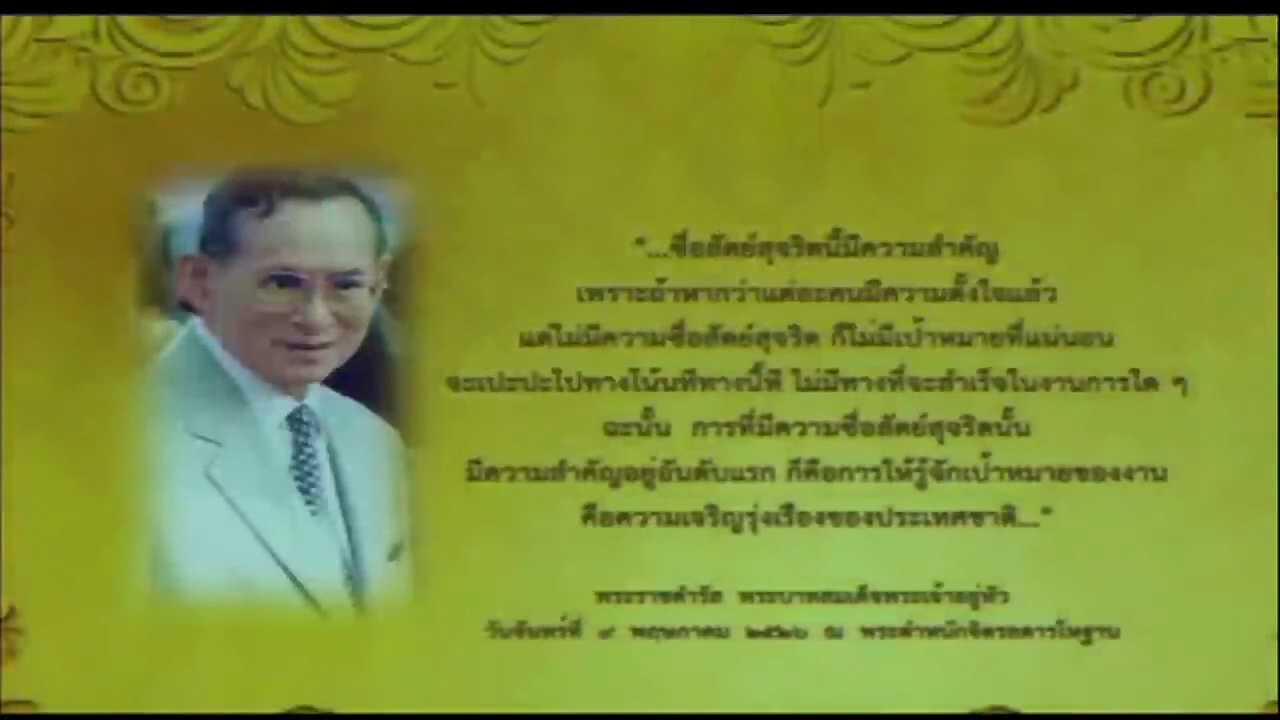 "...ซื่อสัตย์สุจริตนี้มีความสำคัญ
เพราะถ้าหากว่าแต่ละคนมีความตั้งใจแล้ว
แต่ไม่มีความซื่อสัตย์สุจริต ก็ไม่มีเป้าหมายที่แน่นอน
จะเปะปะไปทางโน้นทีทางนี้ที ไม่มีทางที่จะสำเร็จในงานการใด ๆ
ฉะนั้น การที่มีความซื่อสัตย์สุจริตนั้น
มีความสำคัญอยู่อันดับแรก ก็คือการให้รู้จักเป้าหมายของงาน
คือความเจริญรุ่งเรืองของประเทศชาติ..."
พระราชดำรัส พระบาทสมเด็จพระเจ้าอยู่หัว
วันจันทร์ที่ ๙ พฤษภาคม ๒๕๒๖ ณ พระตำหนักจิตรลดารโหฐาน